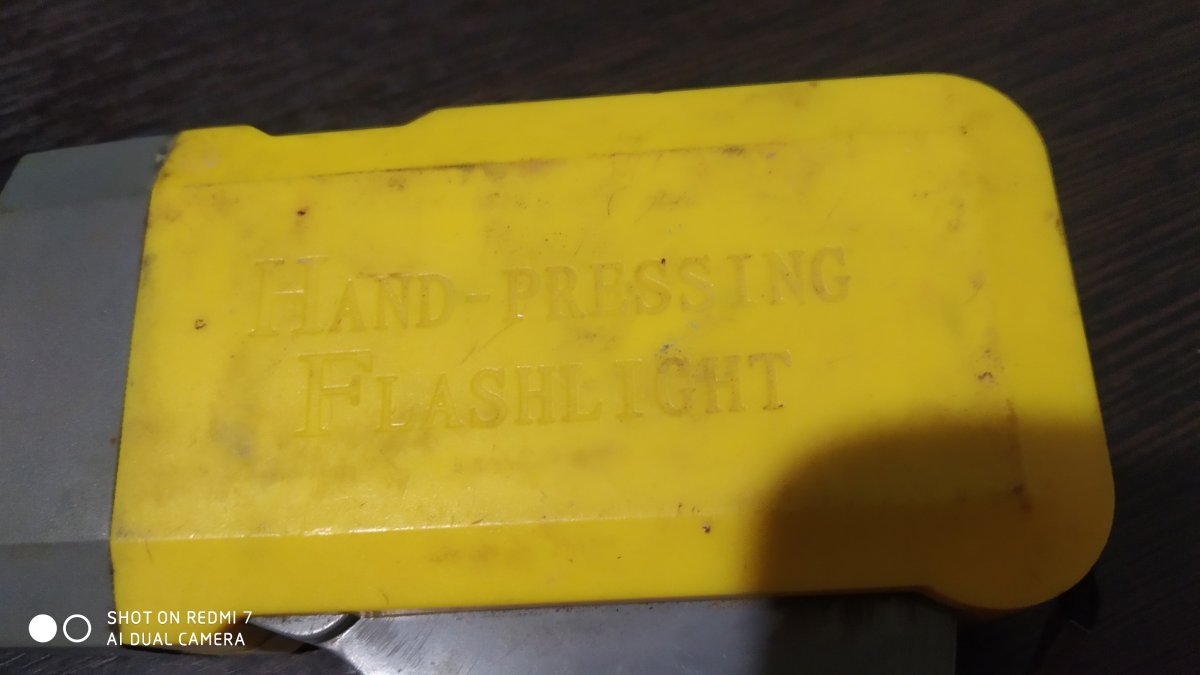 HAND-PRESSING
FLASHLIGHT
SHOT ON REDMI 7
AI DUAL CAMERA